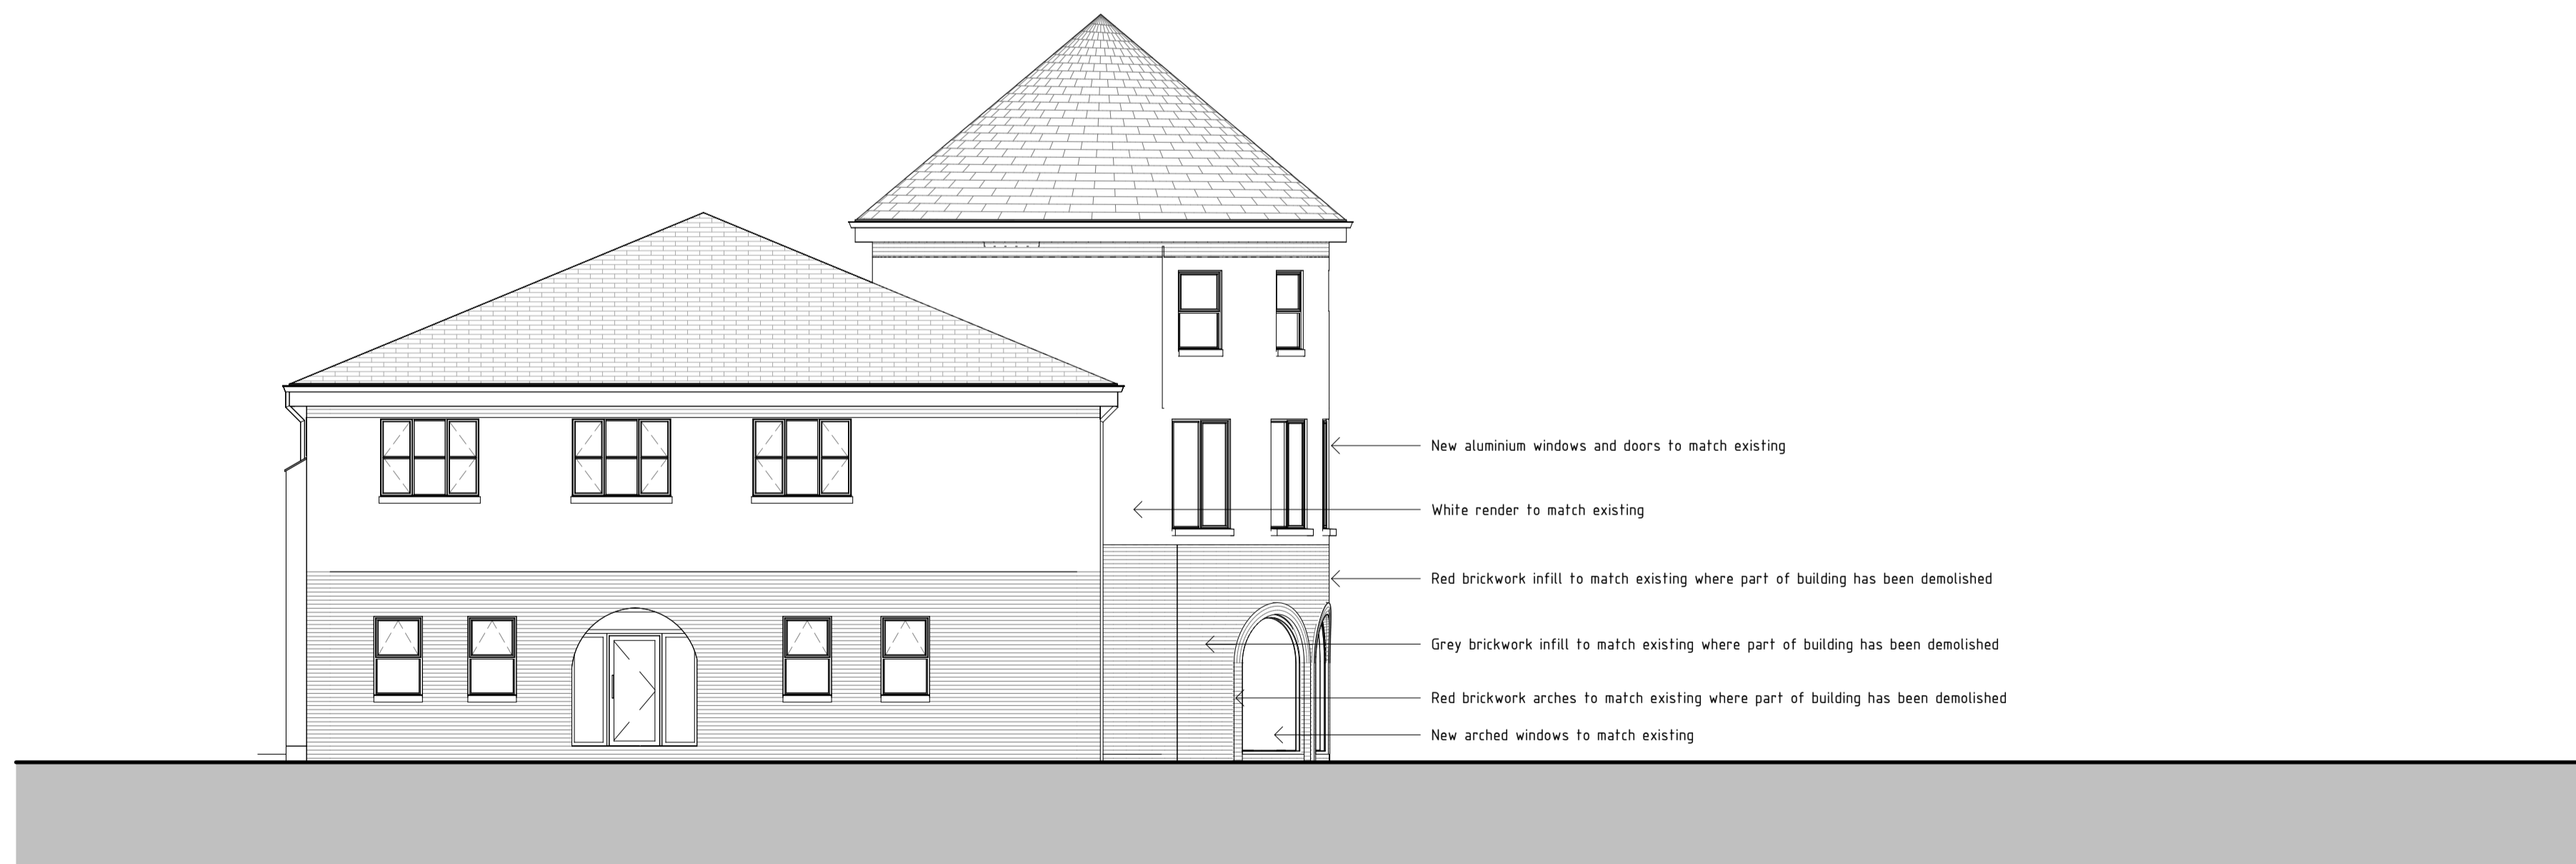 New aluminium windows and doors to match existing
White render to match existing
Red brickwork infill to match existing where part of building has been demolished
Grey brickwork infill to match existing where part of building has been demolished
Red brickwork arches to match existing where part of building has been demolished
New arched windows to match existing